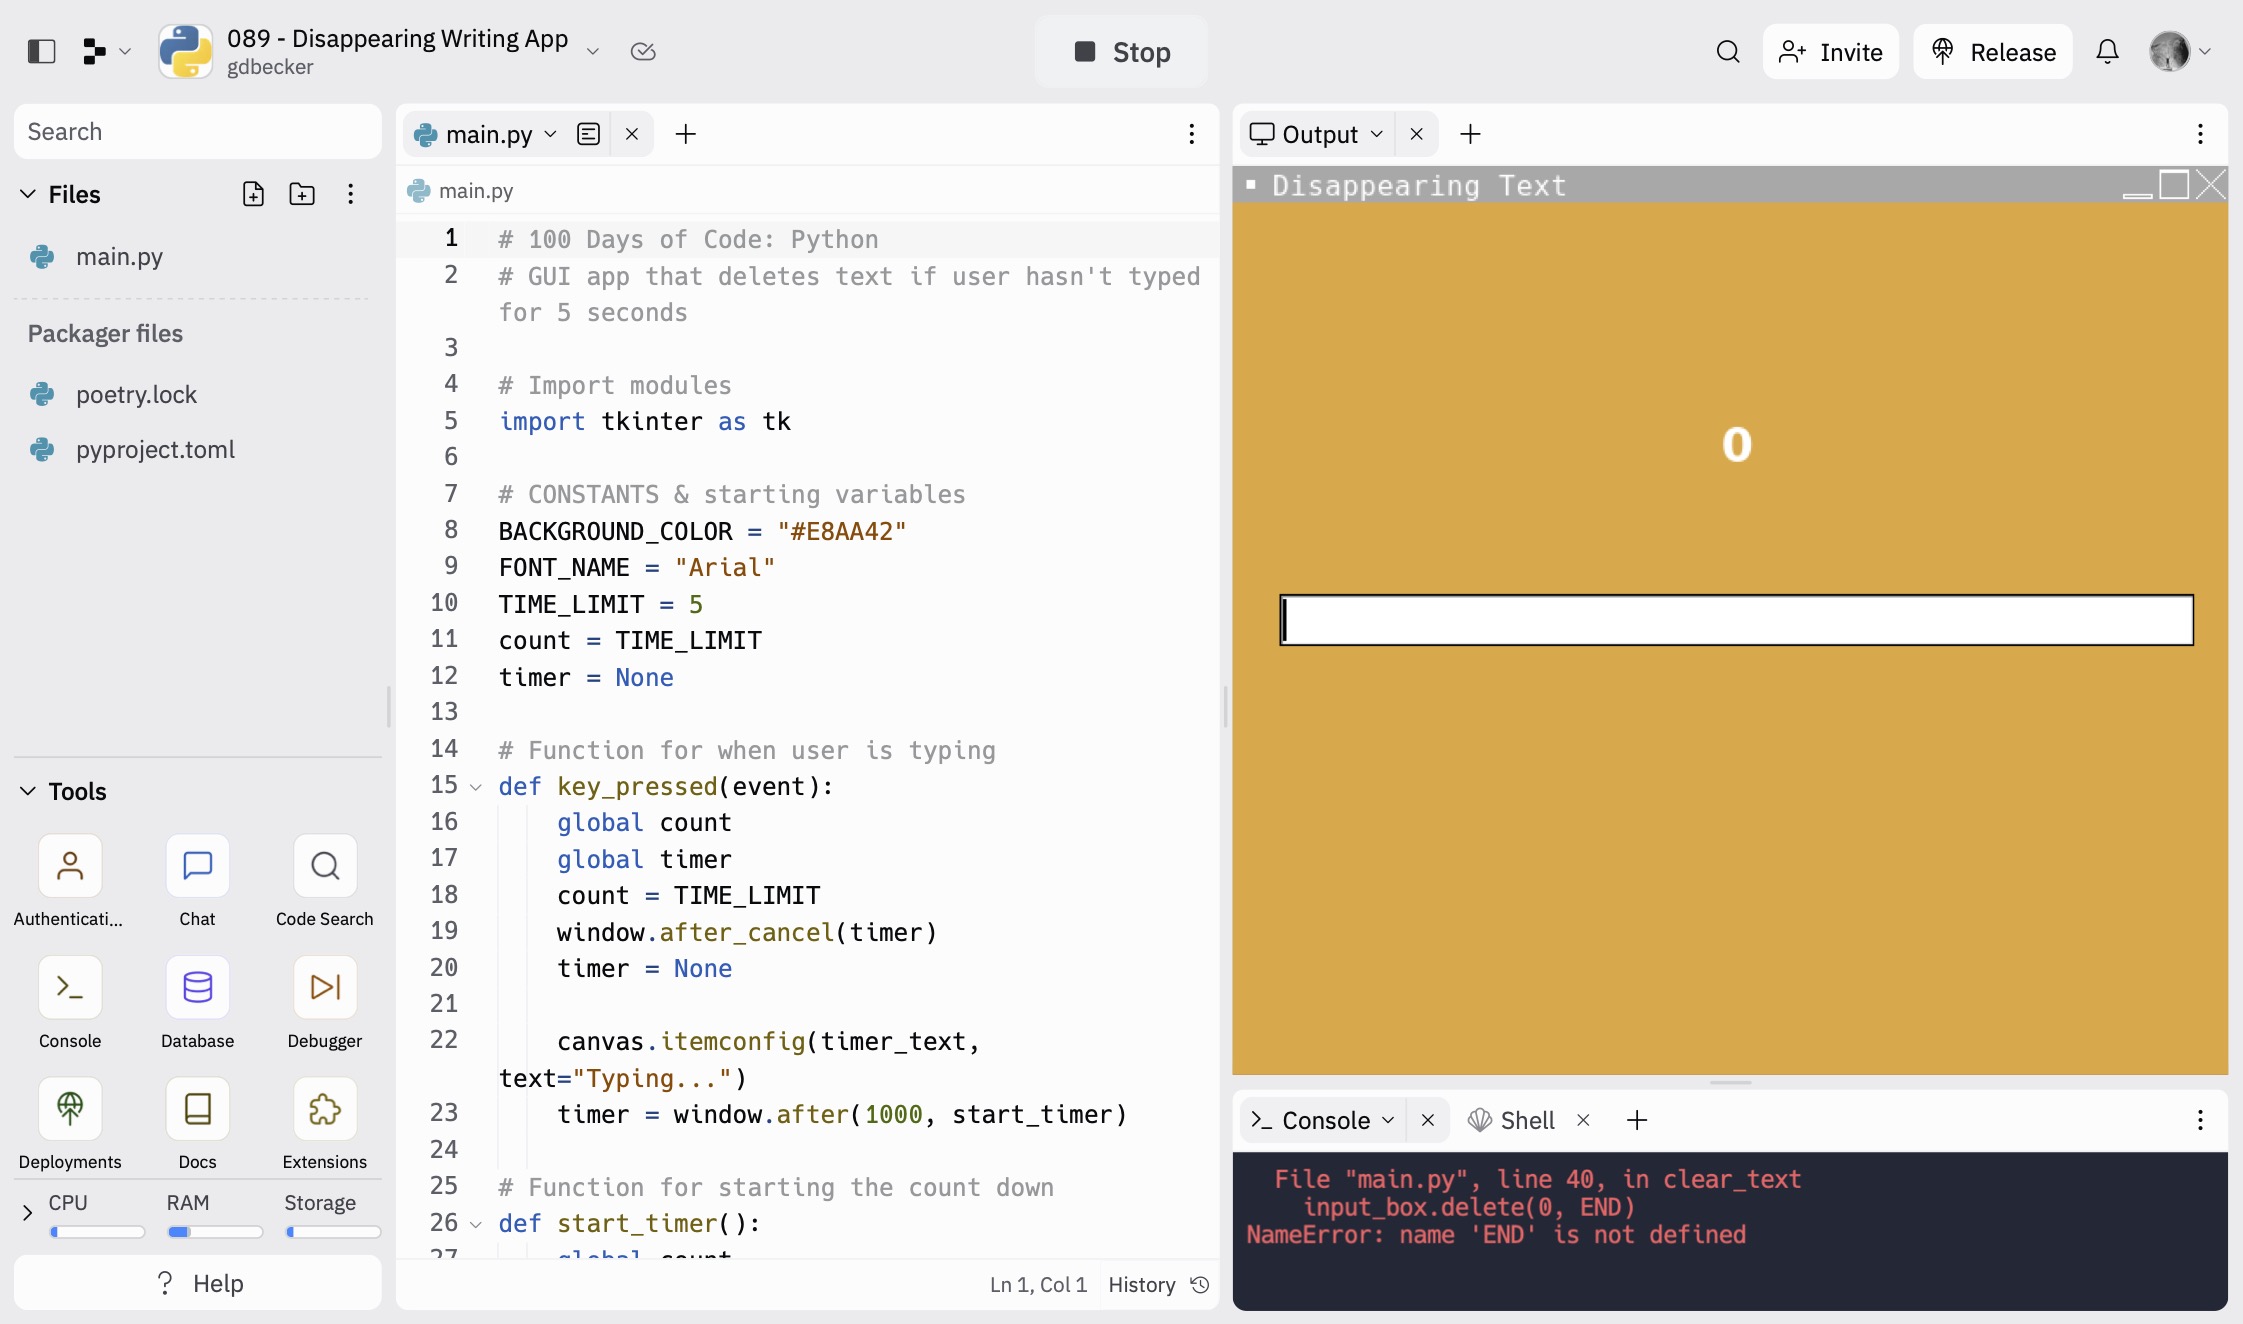 089 - Disappearing Writing App
gdbecker
Stop
Invite
Release
Search
Files
main.py
Packager files
poetry.lock
pyproject.toml
Tools
Authenticati...
Chat
Code Search
Console
Database
Debugger
Deployments
Docs
Extensions
CPU
RAM
Storage
? Help
main.py
main.py
1 # 100 Days of Code: Python
2 # GUI app that deletes text if user hasn't typed
for 5 seconds
3
4 # Import modules
5 import tkinter as tk
6
7 # CONSTANTS & starting variables
8 BACKGROUND_COLOR = "#E8AA42"
9 FONT_NAME = "Arial"
10 TIME_LIMIT = 5
11 count = TIME_LIMIT
12 timer = None
13
14 # Function for when user is typing
15 def key_pressed(event):
16 global count
17 global timer
18 count = TIME_LIMIT
19 window.after_cancel(timer)
20 timer = None
21
22 canvas.itemconfig(timer_text,
text="Typing...")
23 timer = window.after(1000, start_timer)
24
25 # Function for starting the count down
26 def start_timer():
27 global count
Ln 1, Col 1 History
Output
Disappearing Text
0
Console
Shell
File "main.py", line 40, in clear_text
input_box.delete(0, END)
NameError: name 'END' is not defined